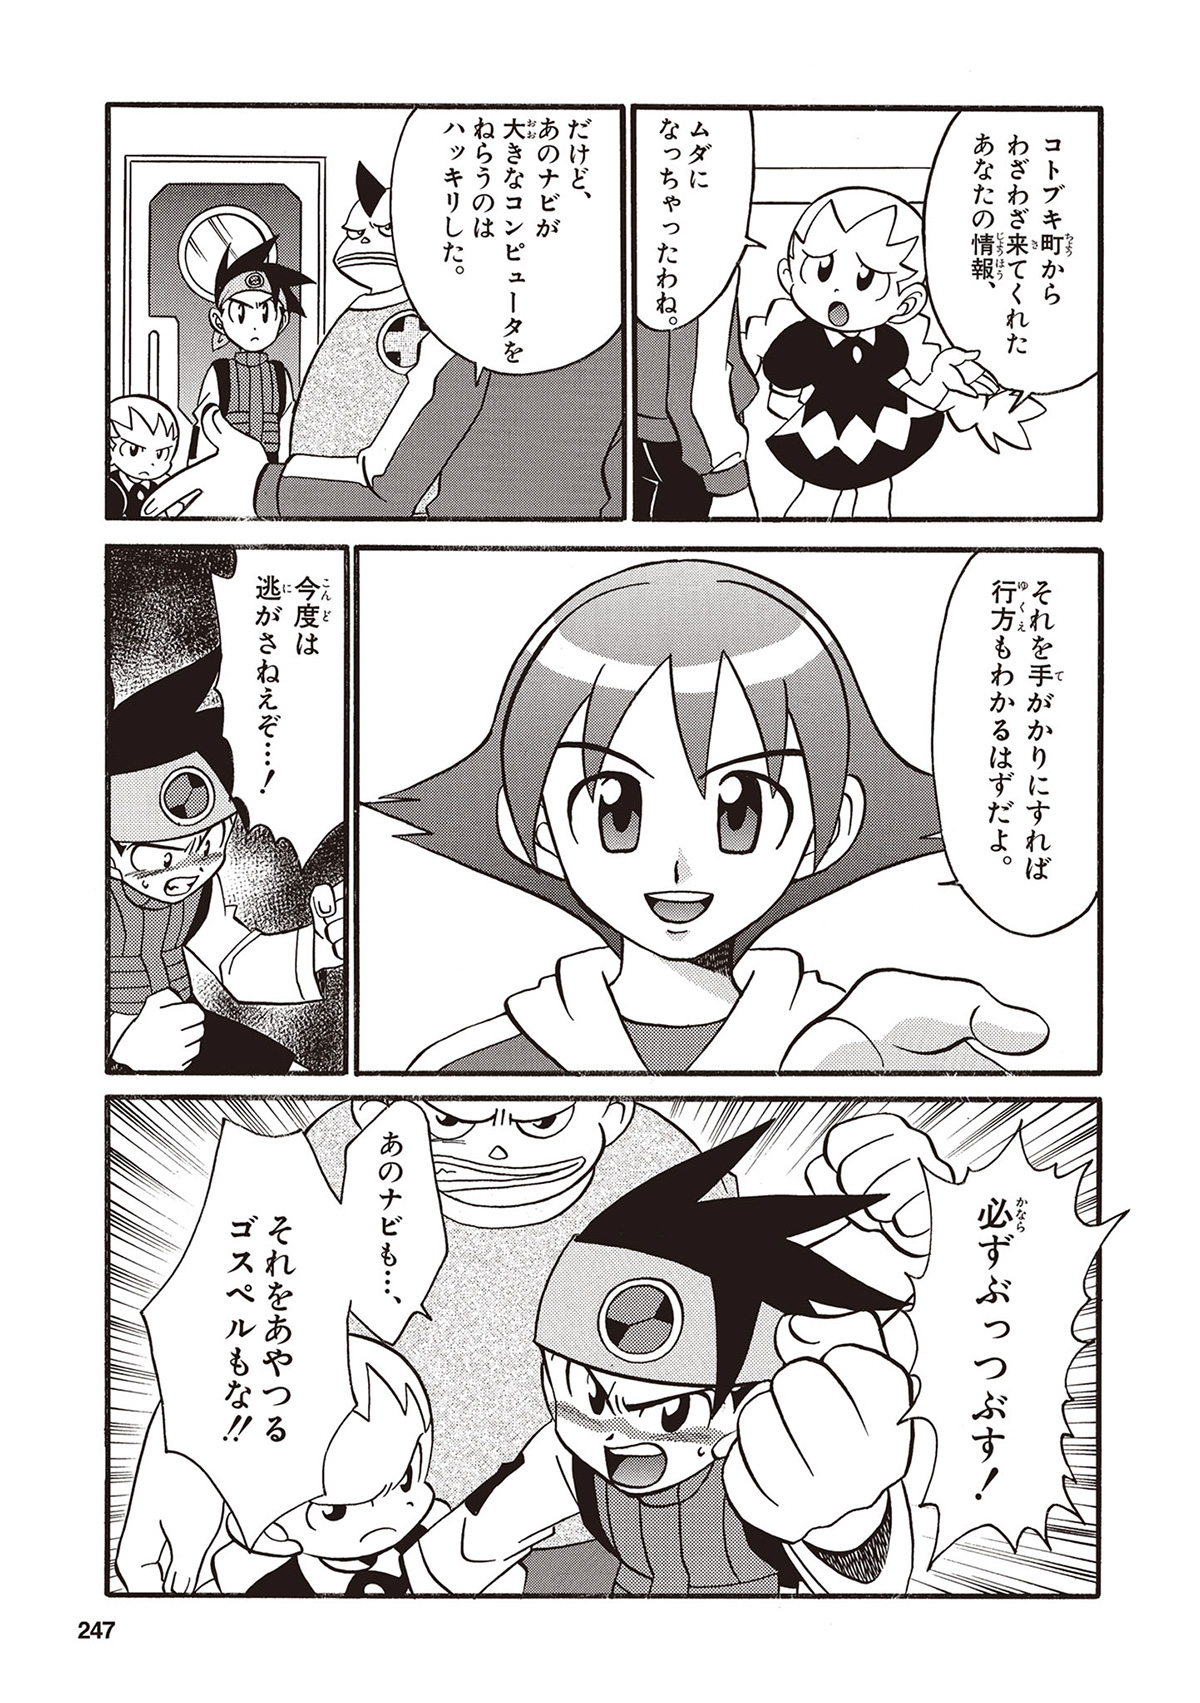 コトブキ町から
わざわざ来てくれた
あなたの情報、
ムダに
なっちゃったわね。
だけど、
あのナビが
大きなコンピュータを
ねらうのは
ハッキリした。
それを手がかりにすれば
行方もわかるはずだよ。
今度は
逃がさねえぞ…!
必ずぶっつぶす!
あのナビも…、
それをあやつる
ゴスペルもな!!
247